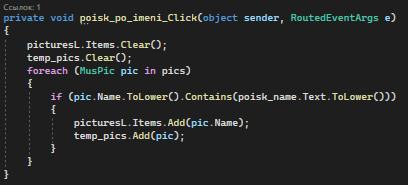 Ссылок: 1
private void poisk_po_imeni_Click(object sender, RoutedEventArgs e)
{
picturesL.Items.Clear();
temp_pics.Clear();
foreach (MusPic pic in pics)
{
if (pic.Name.ToLower().Contains(poisk_name.Text.ToLower()))
{
picturesL.Items.Add(pic.Name);
temp_pics.Add(pic);
}
}
}